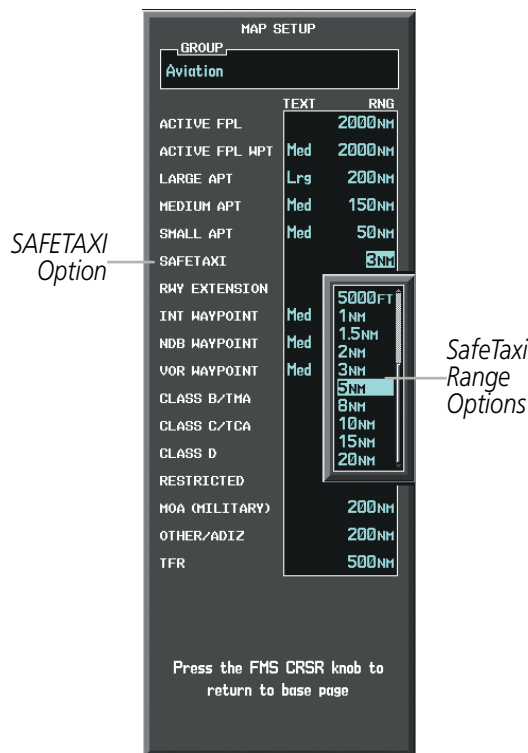 MAP SETUP
GROUP
Aviation
TEXT RNG
ACTIVE FPL 2000NM
ACTIVE FPL WPT Med 2000NM
LARGE APT Lrg 200NM
MEDIUM APT Med 150NM
SMALL APT Med 50NM
SAFETAXI 3NM
RWY EXTENSION
INT WAYPOINT Med
NDB WAYPOINT Med
VOR WAYPOINT Med
CLASS B/TMA
CLASS C/TCA
CLASS D
RESTRICTED
MOA (MILITARY) 200NM
OTHER/ADIZ 200NM
TFR 500NM
5000FT
1NM
1.5NM
2NM
3NM
5NM
8NM
10NM
15NM
20NM
SAFETAXI
Option
SafeTaxi
Range
Options
Press the FMS CRSR knob to
return to base page